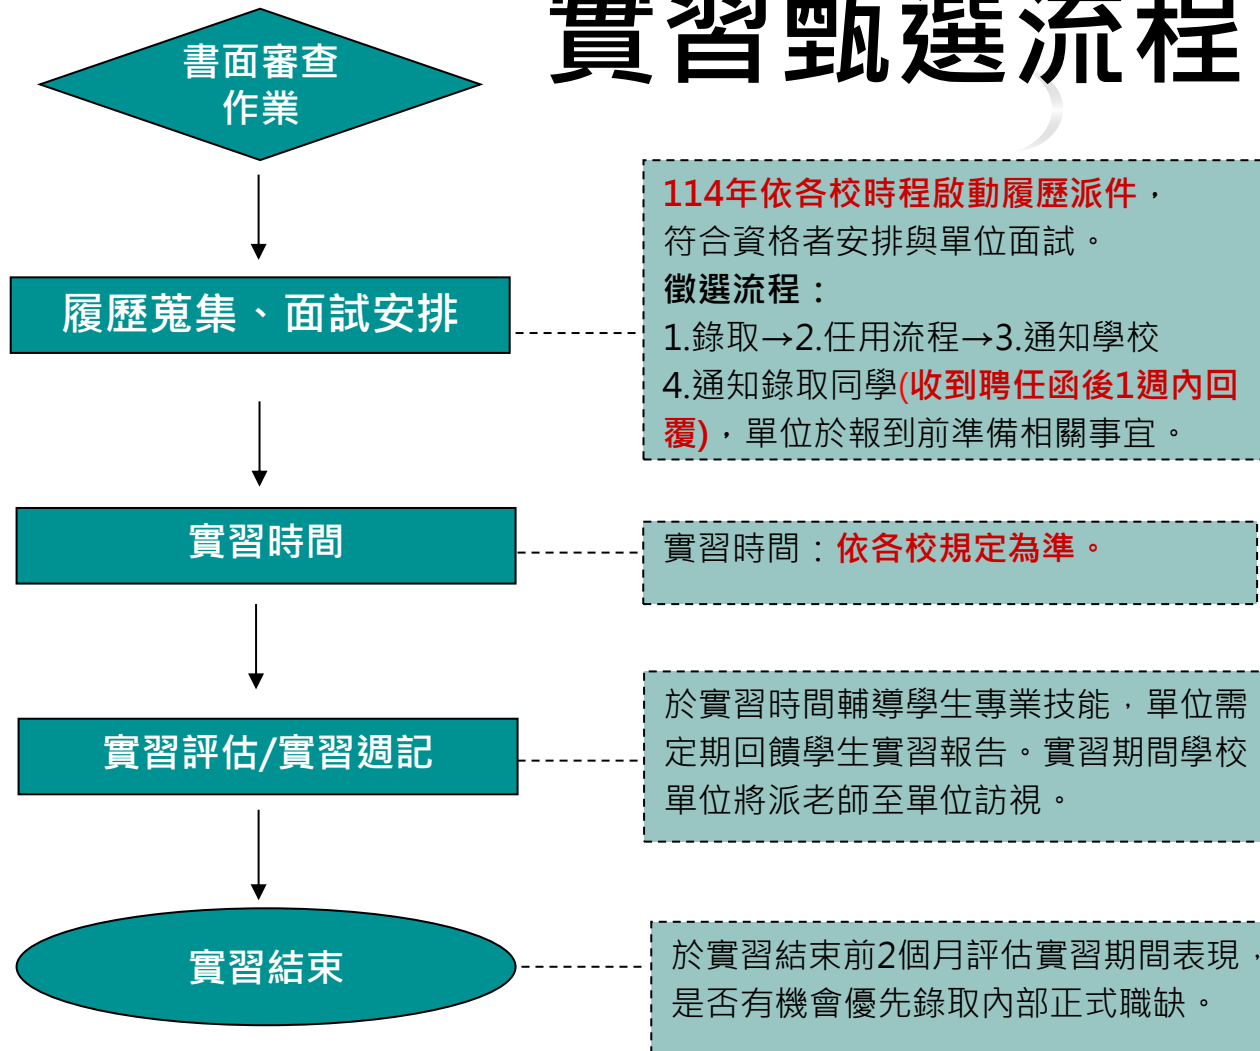 實習甄選流程
書面審查
作業
114年依各校時程啟動履歷派件，
符合資格者安排與單位面試。
徵選流程：
1.錄取→2.任用流程→3.通知學校
4.通知錄取同學(收到聘任函後1週內回
覆)，單位於報到前準備相關事宜。
履歷蒐集、面試安排
實習時間
實習時間：依各校規定為準。
實習評估/實習週記
於實習時間輔導學生專業技能，單位需
定期回饋學生實習報告。實習期間學校
單位將派老師至單位訪視。
實習結束
於實習結束前2個月評估實習期間表現，
是否有機會優先錄取內部正式職缺。